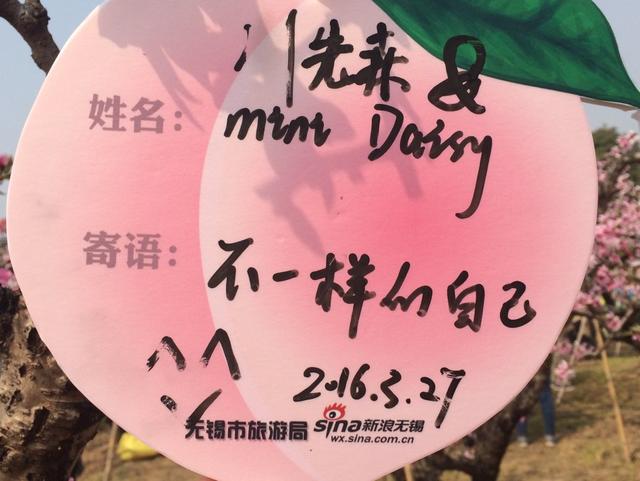 川先森 &
姓名: mini Daisy
寄语: 不一样的自己
2016.3.27
无锡市旅游局 sina新浪无锡
wx.sina.com.cn